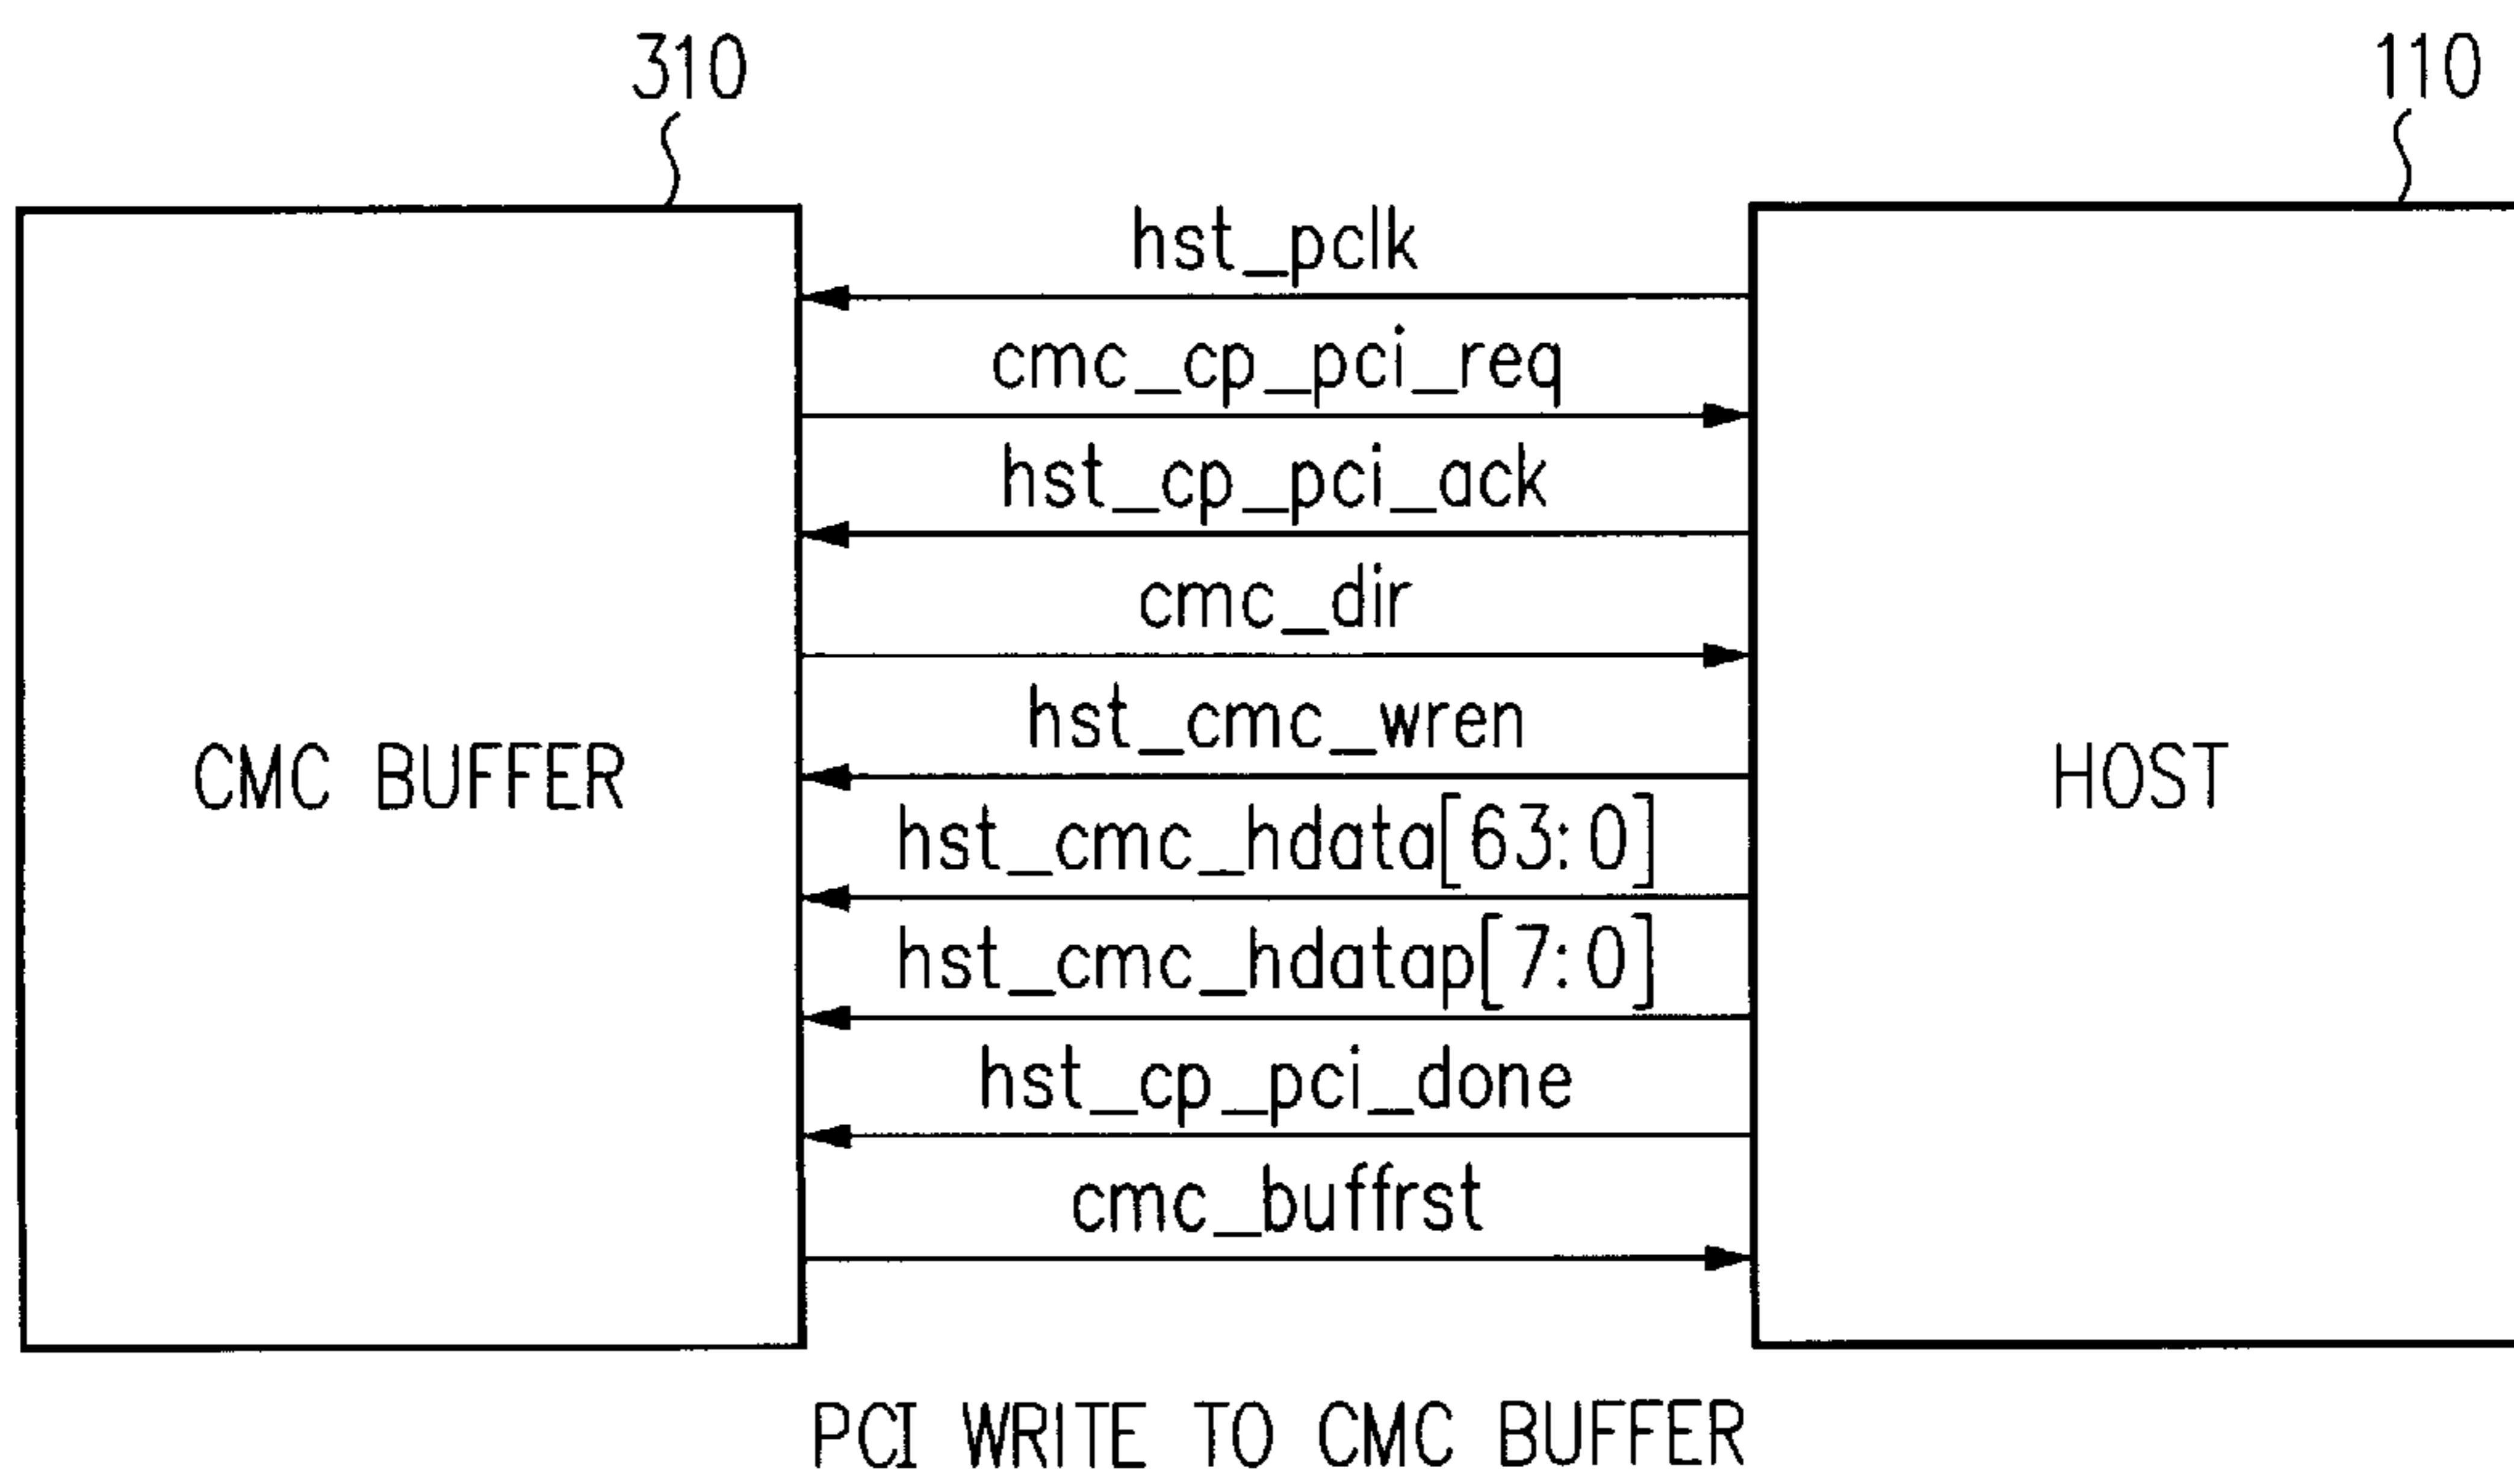 310
110
hst_pclk
cmc_cp_pci_req
hst_cp_pci_ack
cmc_dir
hst_cmc_wren
CMC BUFFER
HOST
hst_cmc_hdata[63:0]
hst_cmc_hdatap[7:0]
hst_cp_pci_done
cmc_buffrst
PCI WRITE TO CMC BUFFER